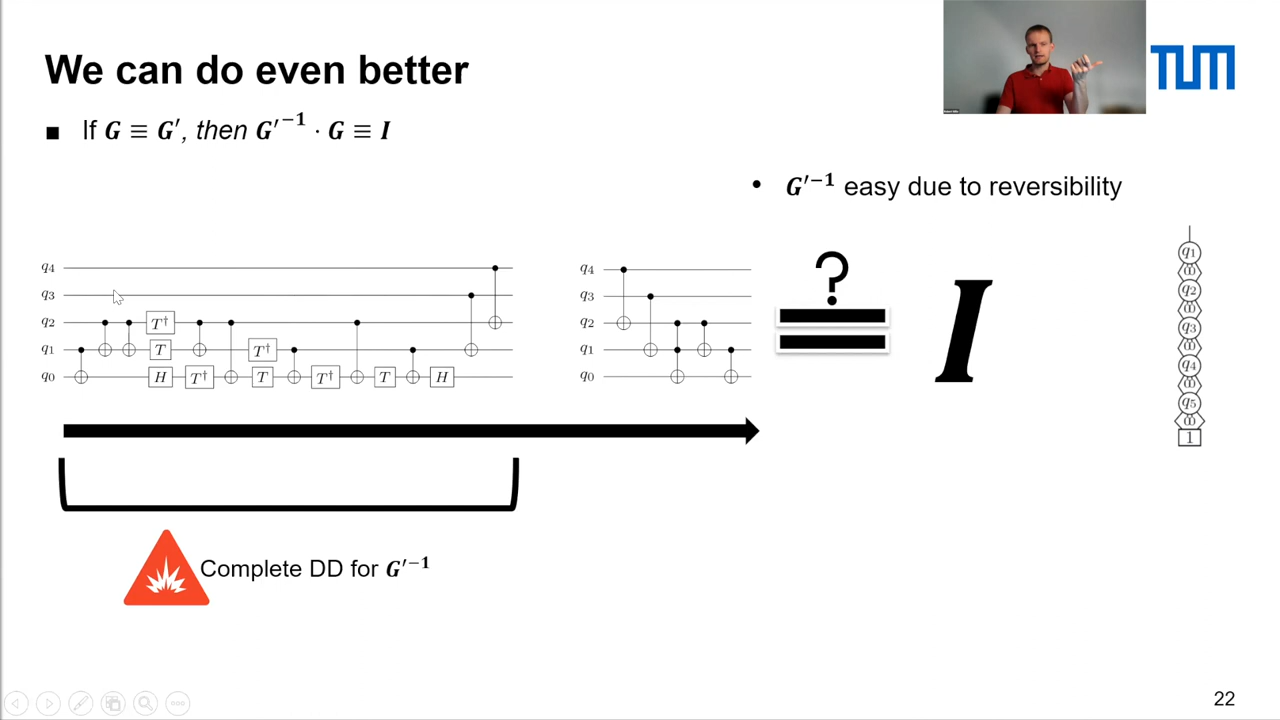 We can do even better
TUM
■ If G ≡ G′, then G′⁻¹ · G ≡ I
• G′⁻¹ easy due to reversibility
q₄
q₃
q₂ T†
q₁ T T†
q₀ H T† T T† T H
q₄
q₃
q₂
q₁
q₀
?
=
I
q₁
q₂
q₃
q₄
q₅
1
Complete DD for G′⁻¹
22